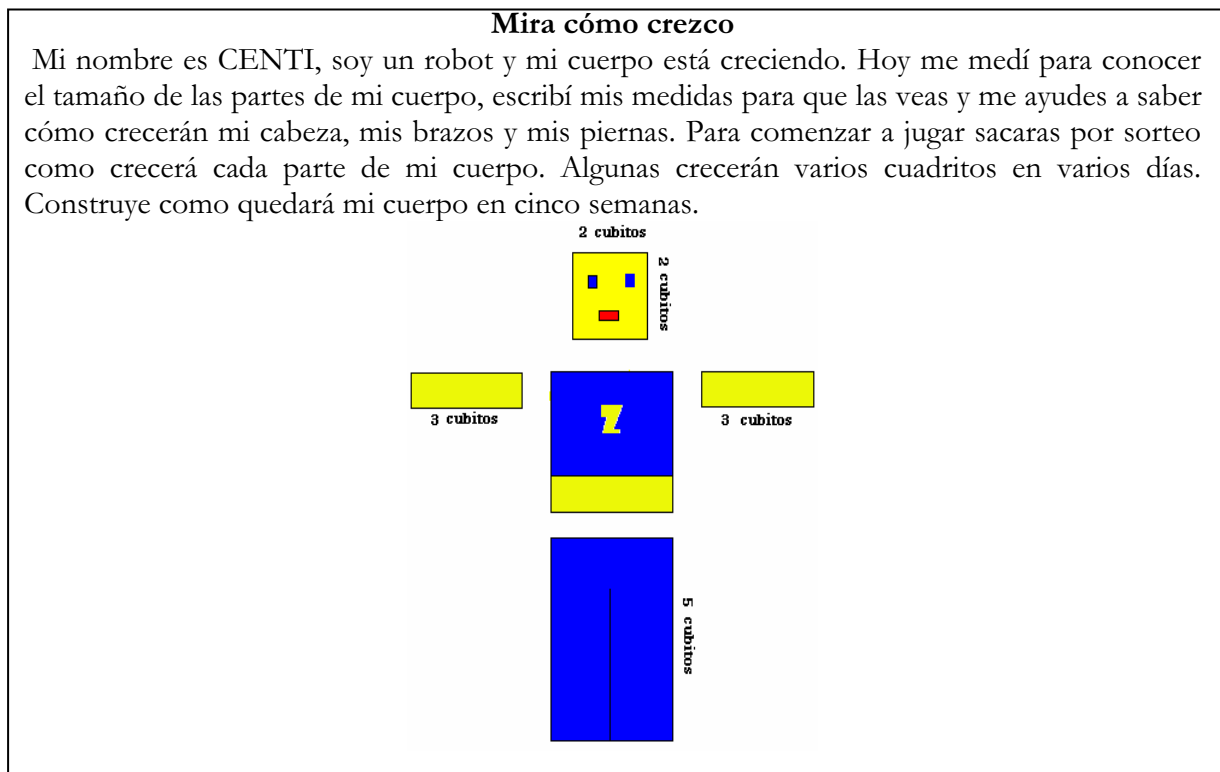 Mira cómo crezco
Mi nombre es CENTI, soy un robot y mi cuerpo está creciendo. Hoy me medí para conocer
el tamaño de las partes de mi cuerpo, escribí mis medidas para que las veas y me ayudes a saber
cómo crecerán mi cabeza, mis brazos y mis piernas. Para comenzar a jugar sacaras por sorteo
como crecerá cada parte de mi cuerpo. Algunas crecerán varios cuadritos en varios días.
Construye como quedará mi cuerpo en cinco semanas.
2 cubitos
2 cubitos
Z
3 cubitos
3 cubitos
5 cubitos